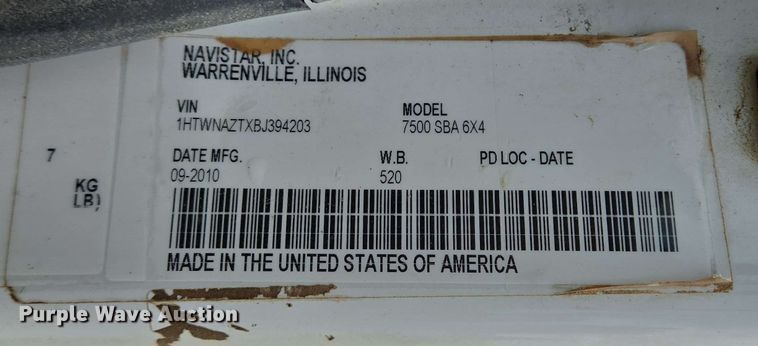 NAVISTAR, INC.
WARRENVILLE, ILLINOIS
VIN MODEL
1HTWNAZTXBJ394203 7500 SBA 6X4
7
DATE MFG. W.B. PD LOC - DATE
09-2010 520
KG
LB)
MADE IN THE UNITED STATES OF AMERICA
Purple Wave Auction